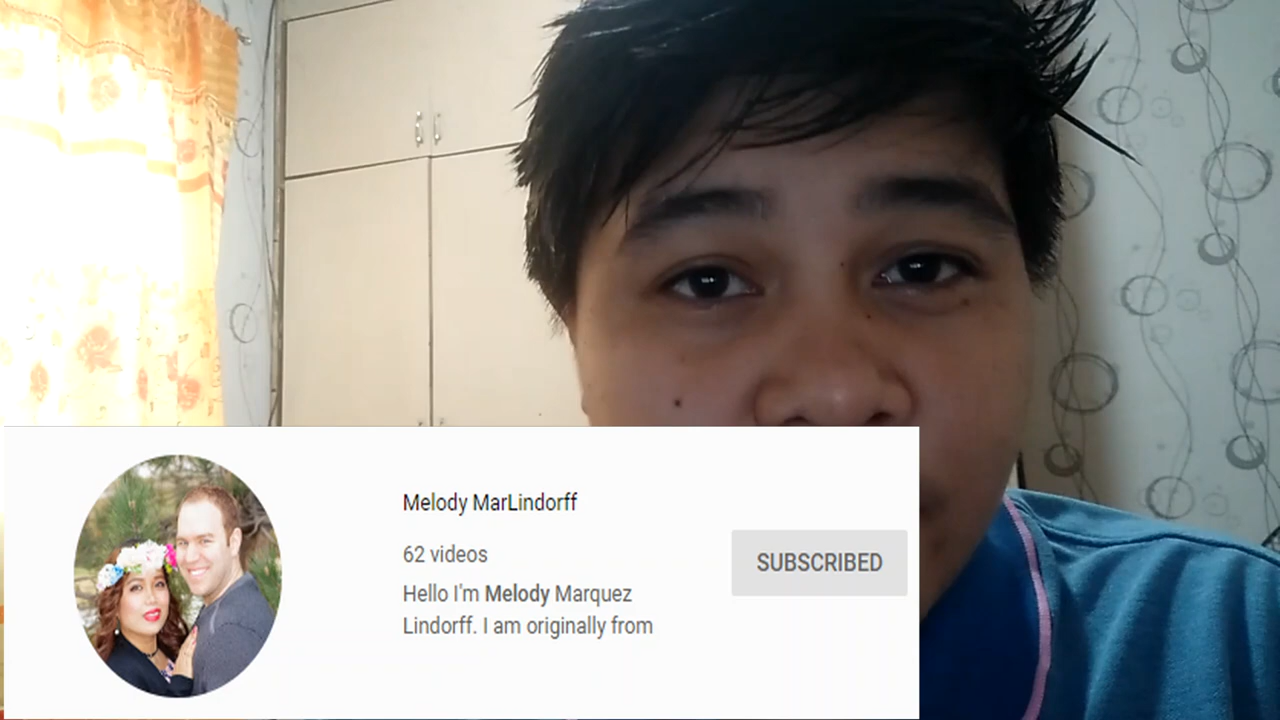 Melody MarLindorff
62 videos
SUBSCRIBED
Hello I'm Melody Marquez
Lindorff. I am originally from